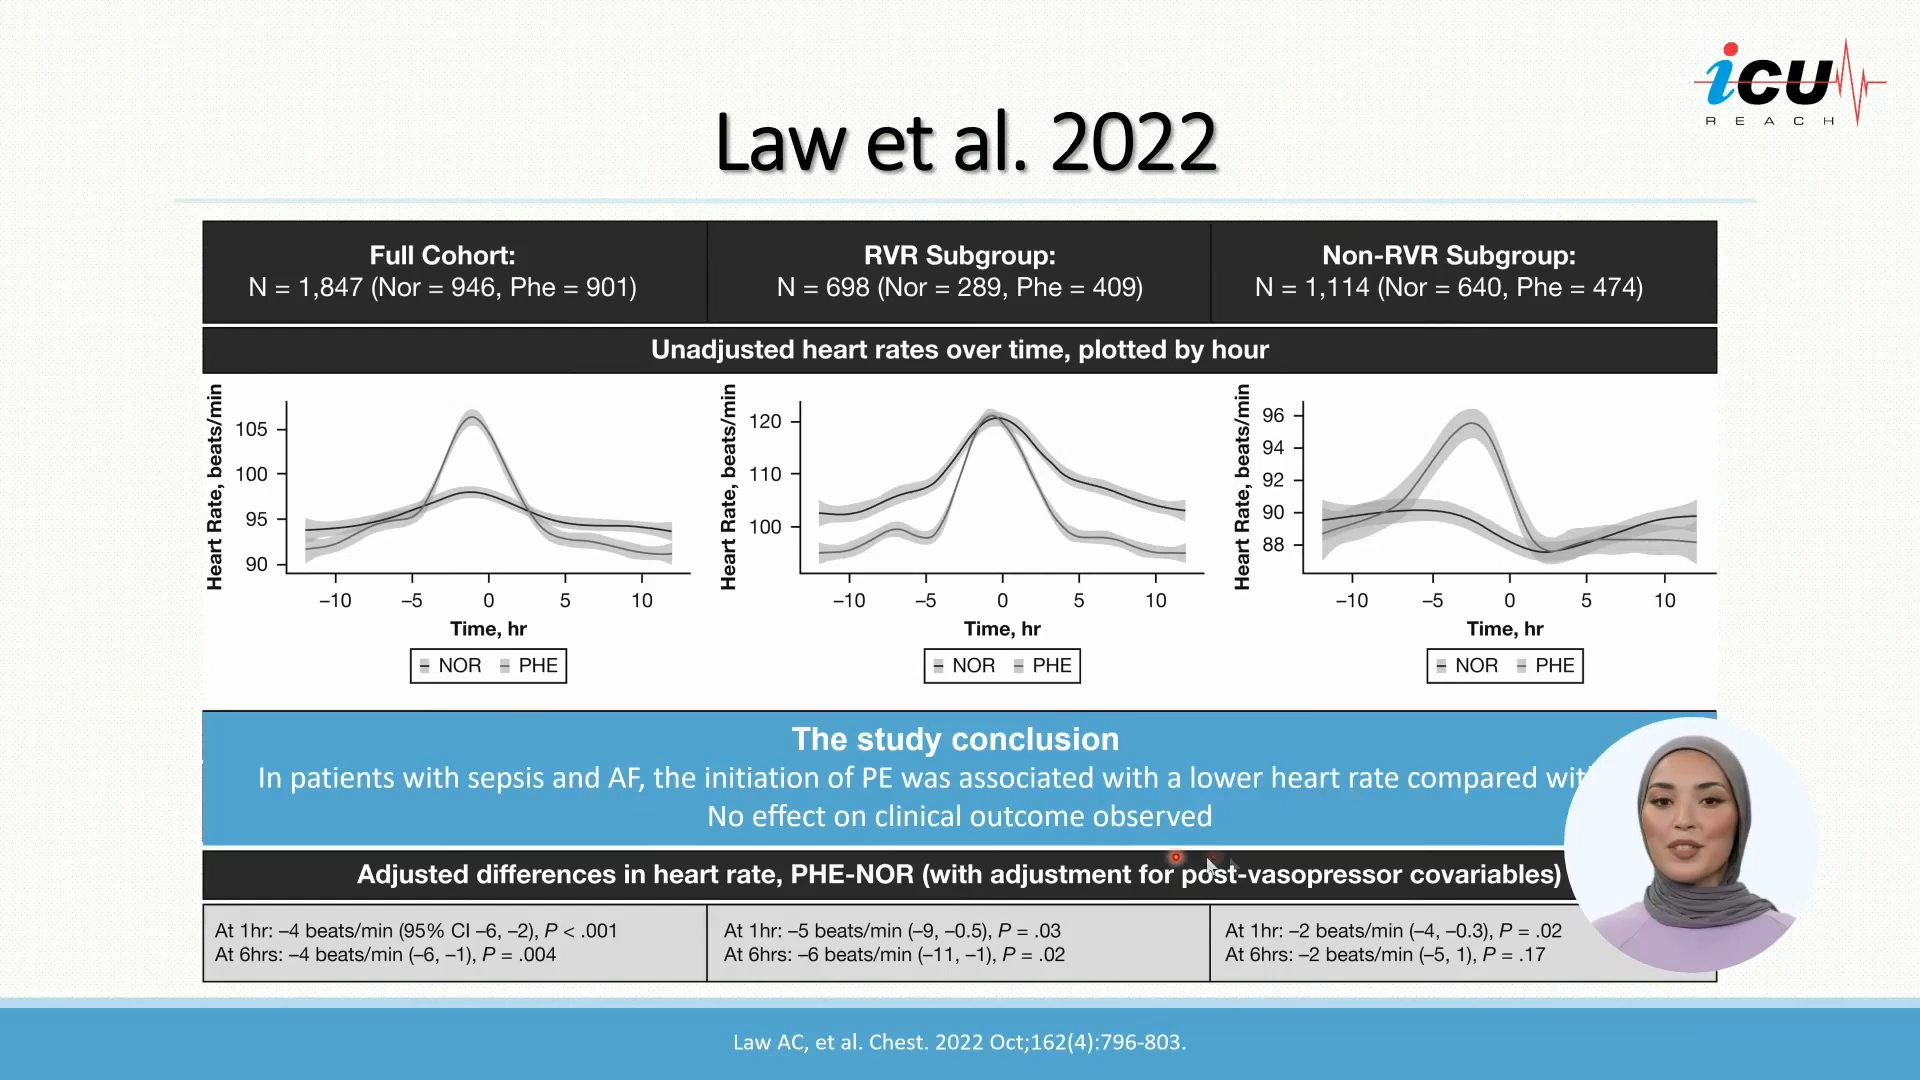 icu
REACH
Law et al. 2022
Full Cohort:
N = 1,847 (Nor = 946, Phe = 901)
RVR Subgroup:
N = 698 (Nor = 289, Phe = 409)
Non-RVR Subgroup:
N = 1,114 (Nor = 640, Phe = 474)
Unadjusted heart rates over time, plotted by hour
Heart Rate, beats/min
105
100
95
90
–10 –5 0 5 10
Time, hr
NOR PHE
Heart Rate, beats/min
120
110
100
–10 –5 0 5 10
Time, hr
NOR PHE
Heart Rate, beats/min
96
94
92
90
88
–10 –5 0 5 10
Time, hr
NOR PHE
The study conclusion
In patients with sepsis and AF, the initiation of PE was associated with a lower heart rate compared
No effect on clinical outcome observed
Adjusted differences in heart rate, PHE-NOR (with adjustment for post-vasopressor covariables)
At 1hr: –4 beats/min (95% CI –6, –2), P < .001
At 6hrs: –4 beats/min (–6, –1), P = .004
At 1hr: –5 beats/min (–9, –0.5), P = .03
At 6hrs: –6 beats/min (–11, –1), P = .02
At 1hr: –2 beats/min (–4, –0.3), P = .02
At 6hrs: –2 beats/min (–5, 1), P = .17
Law AC, et al. Chest. 2022 Oct;162(4):796-803.